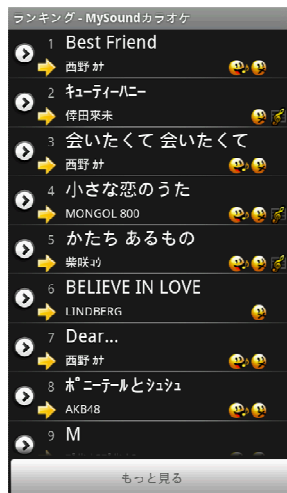 ランキング - MySoundカラオケ
1 Best Friend
西野 ｶﾅ
2 ｷｭｰﾃｨｰﾊﾆｰ
倖田來未
3 会いたくて 会いたくて
西野 ｶﾅ
4 小さな恋のうた
MONGOL 800
5 かたち あるもの
柴咲ｺｳ
6 BELIEVE IN LOVE
LINDBERG
7 Dear...
西野 ｶﾅ
8 ﾎﾟﾆｰﾃｰﾙとｼｭｼｭ
AKB48
9 M
もっと見る